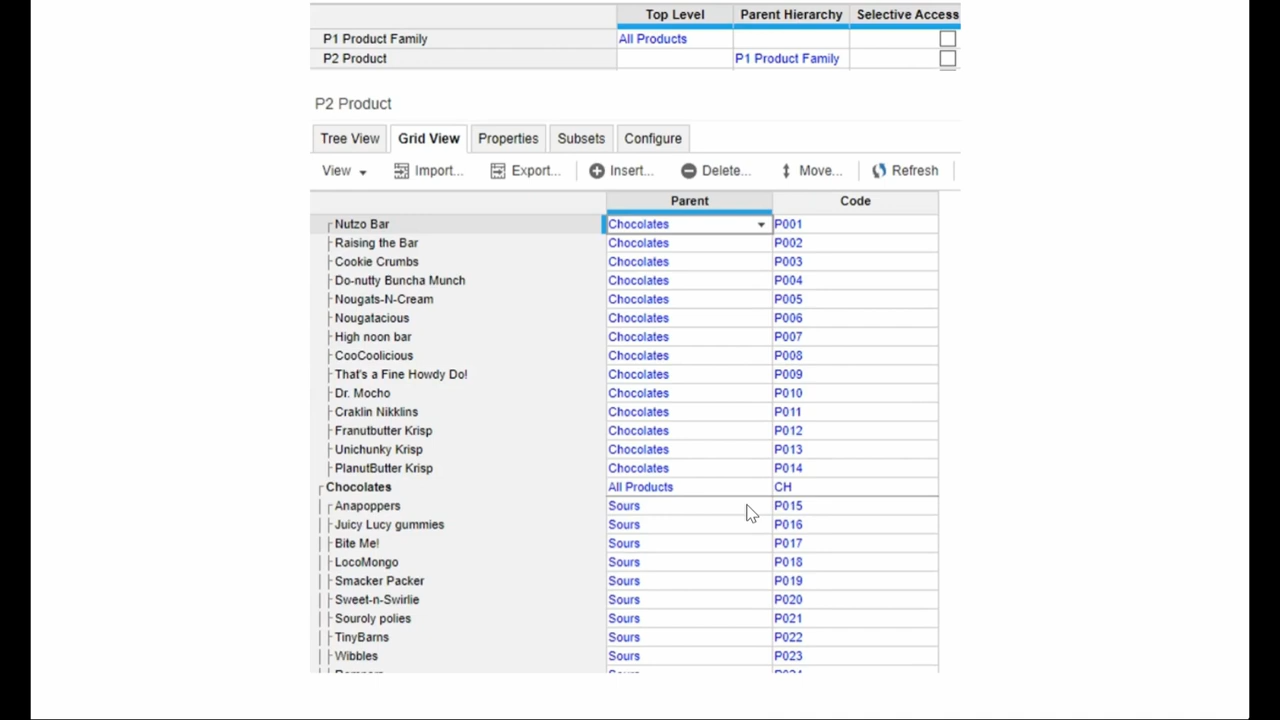 Top Level Parent Hierarchy Selective Access
P1 Product Family All Products
P2 Product P1 Product Family
P2 Product
Tree View Grid View Properties Subsets Configure
View Import... Export... Insert... Delete... Move... Refresh
Parent Code
Nutzo Bar Chocolates P001
Raising the Bar Chocolates P002
Cookie Crumbs Chocolates P003
Do-nutty Buncha Munch Chocolates P004
Nougats-N-Cream Chocolates P005
Nougatacious Chocolates P006
High noon bar Chocolates P007
CooCoolicious Chocolates P008
That's a Fine Howdy Do! Chocolates P009
Dr. Mocho Chocolates P010
Craklin Nikklins Chocolates P011
Franutbutter Krisp Chocolates P012
Unichunky Krisp Chocolates P013
PlanutButter Krisp Chocolates P014
Chocolates All Products CH
Anapoppers Sours P015
Juicy Lucy gummies Sours P016
Bite Me! Sours P017
LocoMongo Sours P018
Smacker Packer Sours P019
Sweet-n-Swirlie Sours P020
Souroly polies Sours P021
TinyBarns Sours P022
Wibbles Sours P023